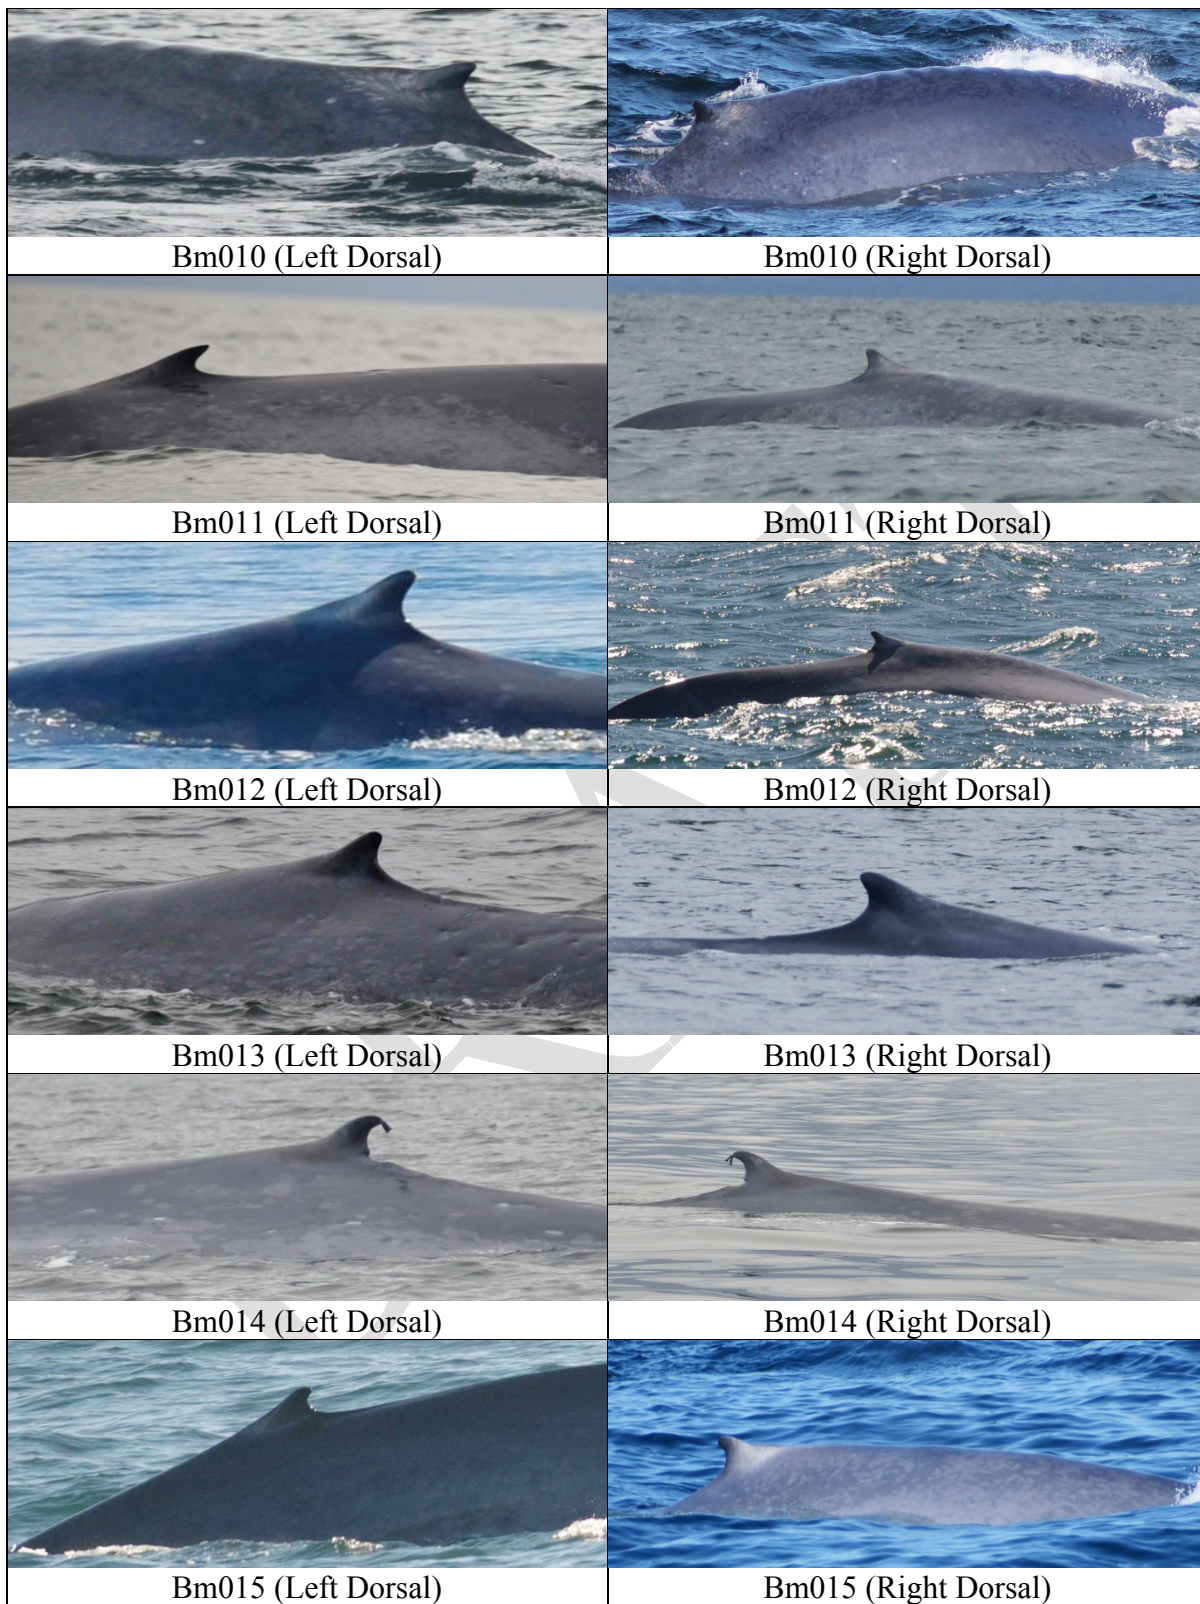 Bm010 (Left Dorsal)
Bm010 (Right Dorsal)
Bm011 (Left Dorsal)
Bm011 (Right Dorsal)
Bm012 (Left Dorsal)
Bm012 (Right Dorsal)
Bm013 (Left Dorsal)
Bm013 (Right Dorsal)
Bm014 (Left Dorsal)
Bm014 (Right Dorsal)
Bm015 (Left Dorsal)
Bm015 (Right Dorsal)